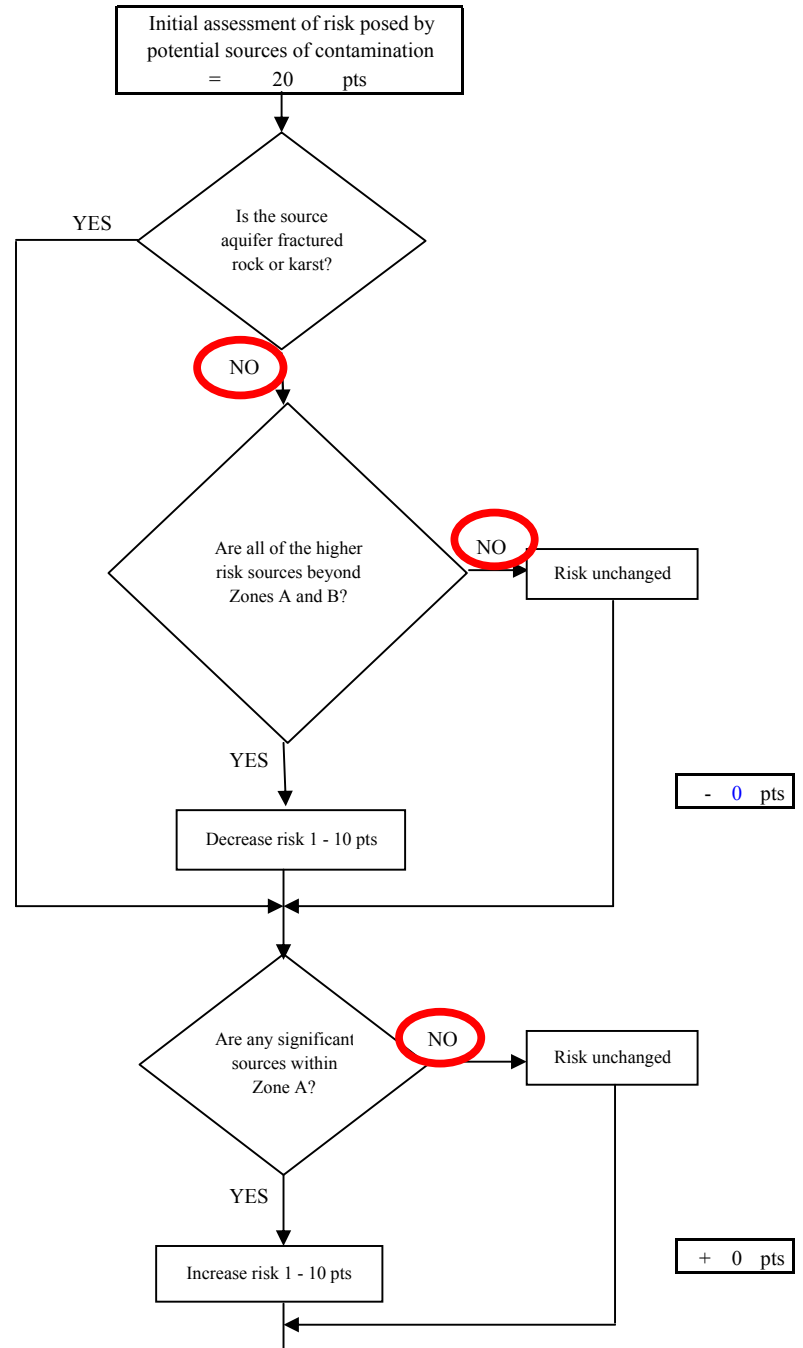 Initial assessment of risk posed by
potential sources of contamination
= 20 pts
YES
Is the source
aquifer fractured
rock or karst?
NO
Are all of the higher
risk sources beyond
Zones A and B?
NO
Risk unchanged
YES
- 0 pts
Decrease risk 1 - 10 pts
Are any significant
sources within
Zone A?
NO
Risk unchanged
YES
+ 0 pts
Increase risk 1 - 10 pts